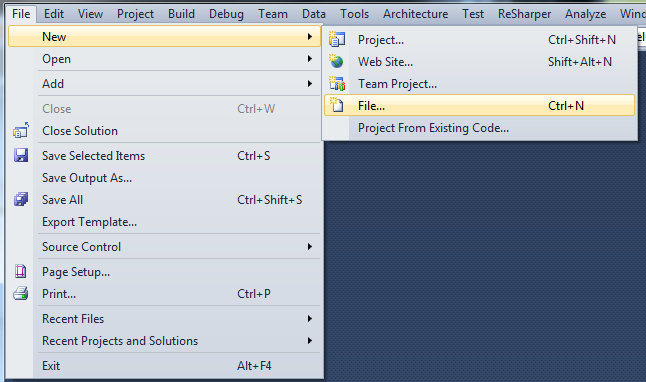 File Edit View Project Build Debug Team Data Tools Architecture Test ReSharper Analyze Wind
New
Open
Add
Close Ctrl+W
Close Solution
Save Selected Items Ctrl+S
Save Output As...
Save All Ctrl+Shift+S
Export Template...
Source Control
Page Setup...
Print... Ctrl+P
Recent Files
Recent Projects and Solutions
Exit Alt+F4
Project... Ctrl+Shift+N
Web Site... Shift+Alt+N
Team Project...
File... Ctrl+N
Project From Existing Code...
el